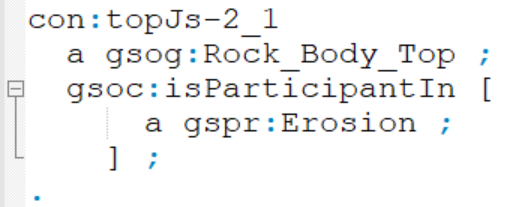 con:topJs-2_1
a gsog:Rock_Body_Top ;
gsoc:isParticipantIn [
a gspr:Erosion ;
] ;
.